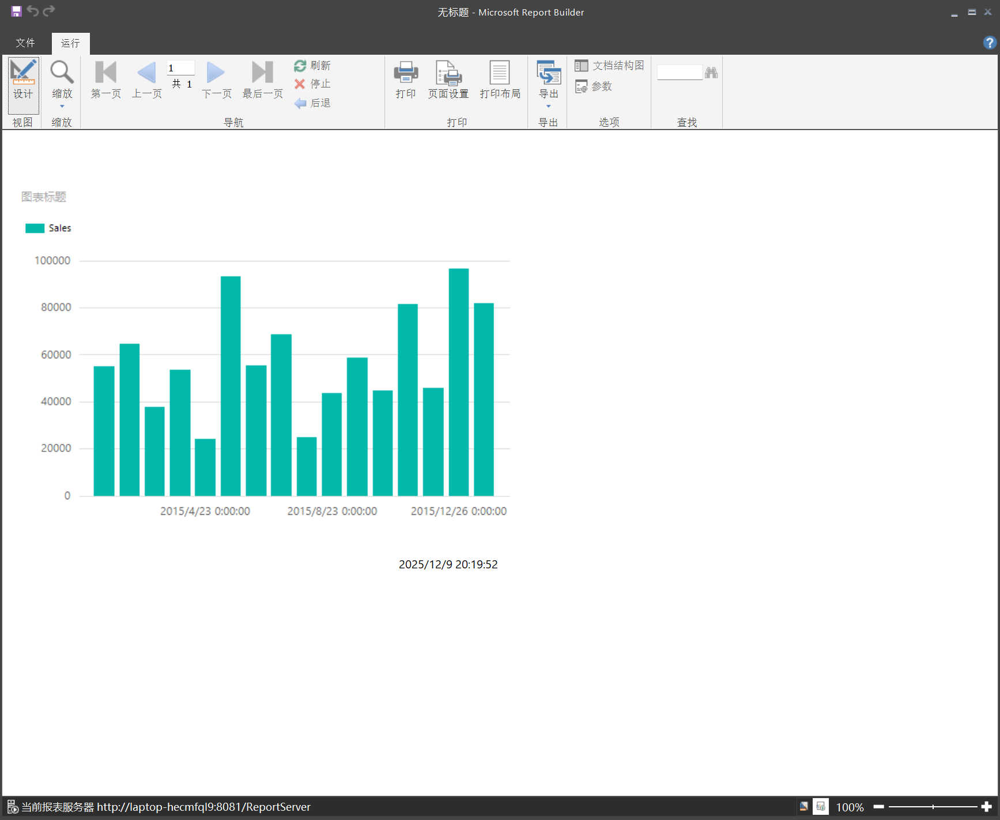 无标题 - Microsoft Report Builder
文件 运行
设计 缩放 第一页 上一页 1 共 1 下一页 最后一页 刷新 停止 后退 打印 页面设置 打印布局 导出 文档结构图 参数
视图 缩放 导航 打印 导出 选项 查找
图表标题
Sales
100000
80000
60000
40000
20000
0
2015/4/23 0:00:00 2015/8/23 0:00:00 2015/12/26 0:00:00
2025/12/9 20:19:52
当前报表服务器 http://laptop-hecmfql9:8081/ReportServer 100%